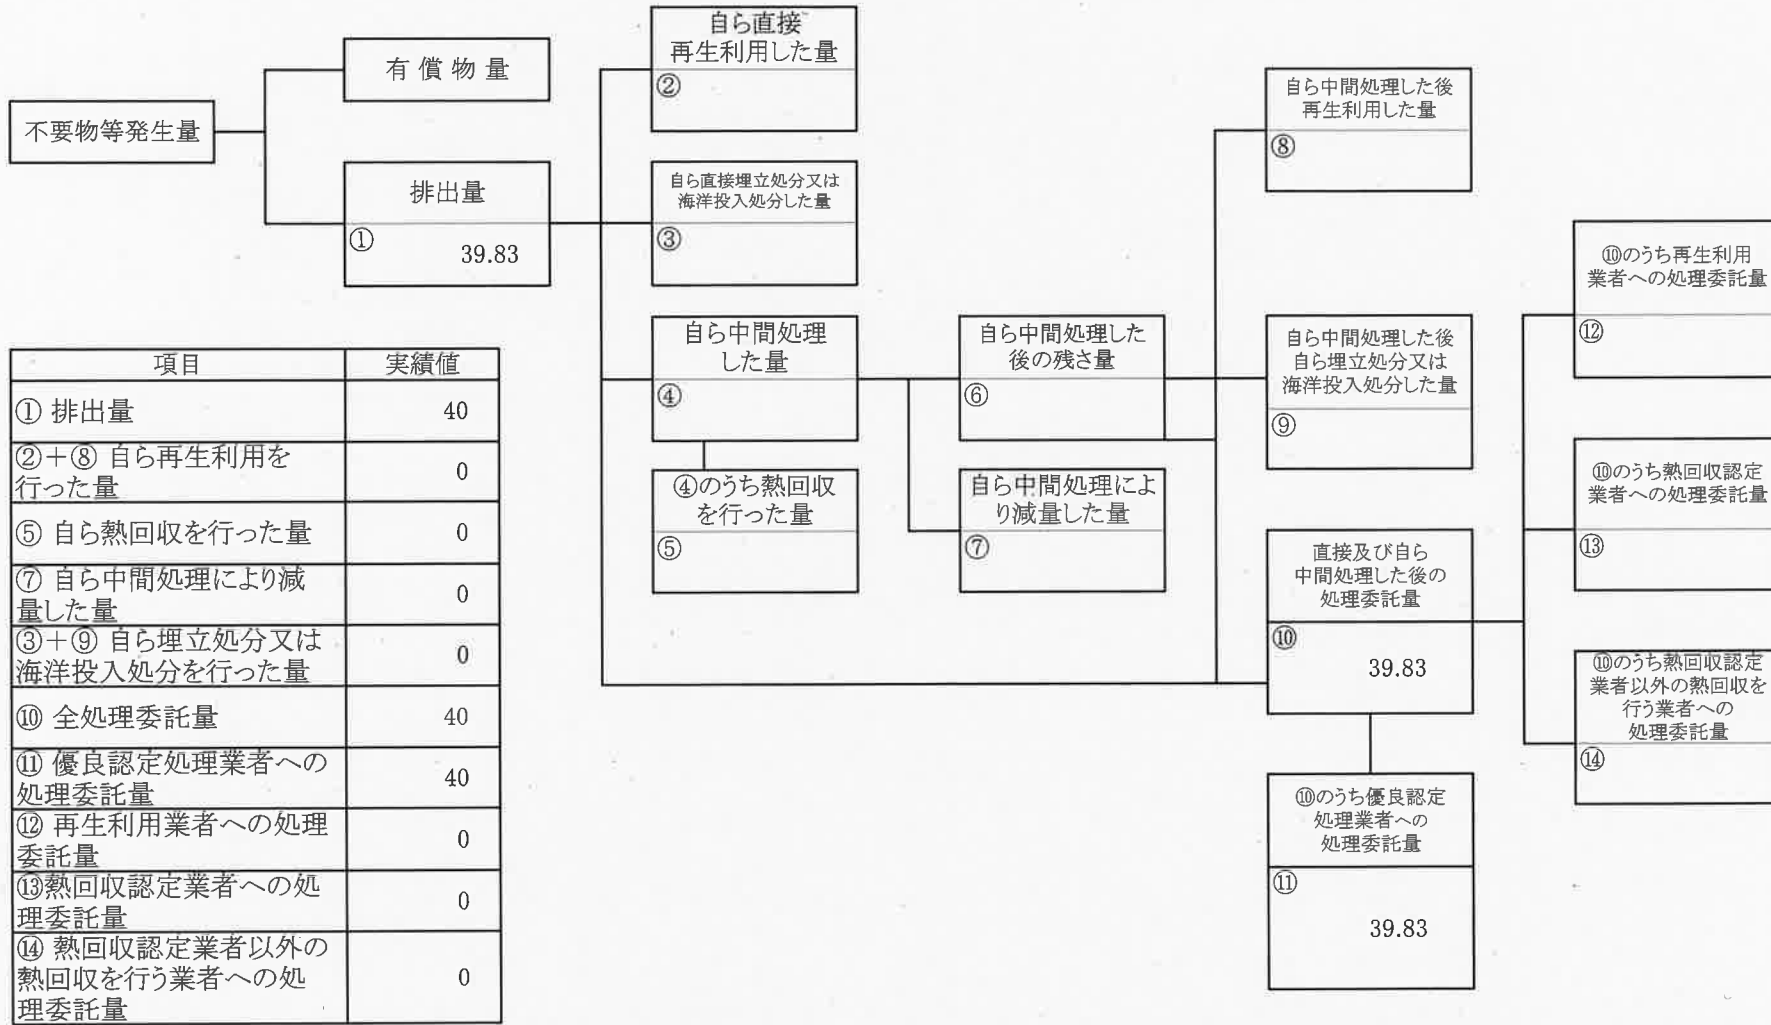 不要物等発生量
有償物量
排出量
①
39.83
自ら直接
再生利用した量
②
自ら直接埋立処分又は
海洋投入処分した量
③
自ら中間処理
した量
④
④のうち熱回収
を行った量
⑤
自ら中間処理した
後の残さ量
⑥
自ら中間処理によ
り減量した量
⑦
自ら中間処理した後
再生利用した量
⑧
自ら中間処理した後
自ら埋立処分又は
海洋投入処分した量
⑨
直接及び自ら
中間処理した後の
処理委託量
⑩
39.83
⑩のうち優良認定
処理業者への
処理委託量
⑪
39.83
⑩のうち再生利用
業者への処理委託量
⑫
⑩のうち熱回収認定
業者への処理委託量
⑬
⑩のうち熱回収認定
業者以外の熱回収を
行う業者への
処理委託量
⑭
項目 実績値
① 排出量 40
②＋⑧ 自ら再生利用を
行った量 0
⑤ 自ら熱回収を行った量 0
⑦ 自ら中間処理により減
量した量 0
③＋⑨ 自ら埋立処分又は
海洋投入処分を行った量 0
⑩ 全処理委託量 40
⑪ 優良認定処理業者への
処理委託量 40
⑫ 再生利用業者への処理
委託量 0
⑬熱回収認定業者への処
理委託量 0
⑭ 熱回収認定業者以外の
熱回収を行う業者への処
理委託量 0